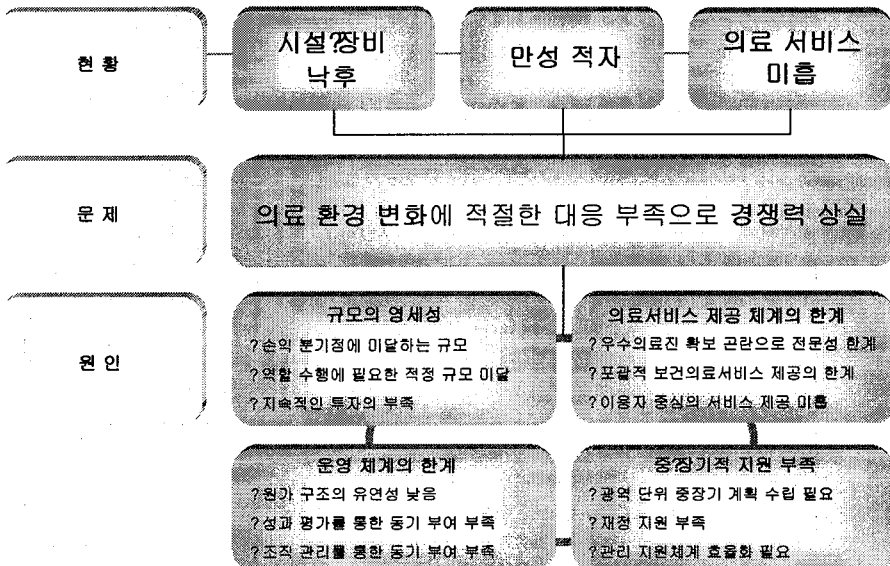 현 황
시설?장비
낙후
만성 적자
의료 서비스
미흡
문 제
의료 환경 변화에 적절한 대응 부족으로 경쟁력 상실
원 인
규모의 영세성
?손익 분기점에 미달하는 규모
?역할 수행에 필요한 적정 규모 미달
?지속적인 투자의 부족
의료서비스 제공 체계의 한계
?우수의료진 확보 곤란으로 전문성 한계
?포괄적 보건의료서비스 제공의 한계
?이용자 중심의 서비스 제공 미흡
운영 체계의 한계
?원가 구조의 유연성 낮음
?성과 평가를 통한 동기 부여 부족
?조직 관리를 통한 동기 부여 부족
중?장기적 지원 부족
?광역 단위 중장기 계획 수립 필요
?재정 지원 부족
?관리 지원체계 효율화 필요